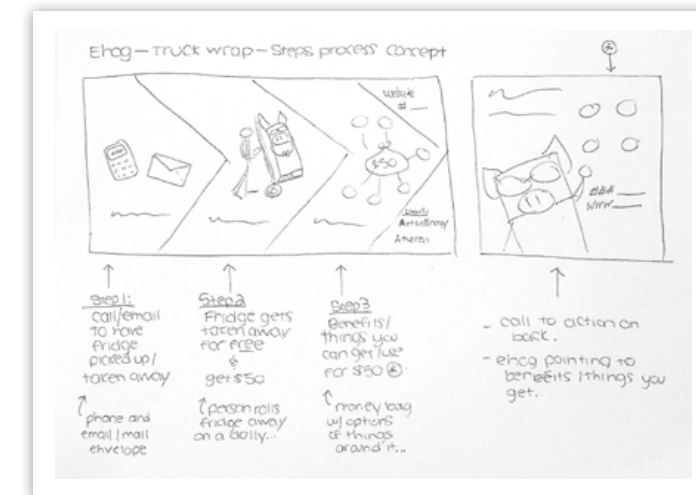 Ehog - Truck wrap - Steps process concept
website
# __
$50
Ameren
###
www.
Step 1:
call/email
to have
fridge
picked up/
taken away
phone and
email/mail
envelope
Step 2
Fridge gets
taken away
for free
&
get $50
person rolls
fridge away
on a dolly...
Step 3
Benefits/
things you
can get/use
for $50 *
money bag
w/ options
of things
around it...
*
- call to action on
back.
- ehog pointing to
benefits/things you
get..